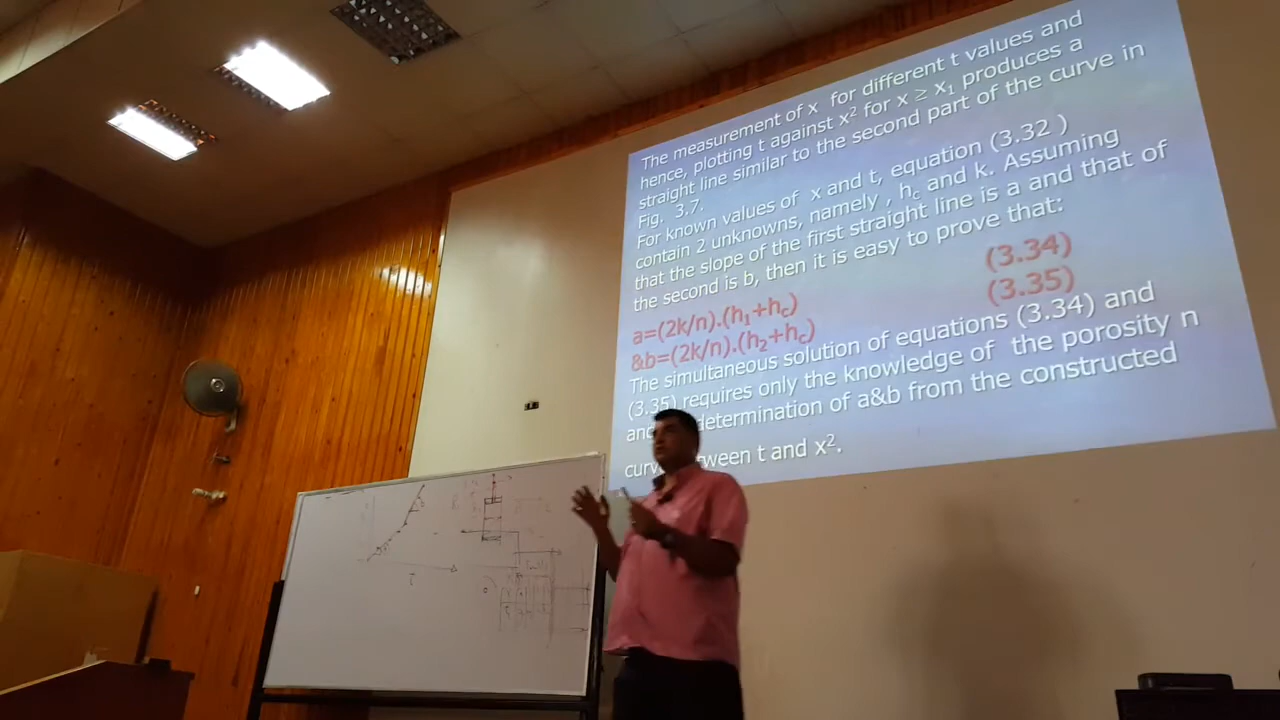 The measurement of x for different t values and
hence, plotting t against x² for x ≥ x₁ produces a
straight line similar to the second part of the curve in
Fig. 3.7.
For known values of x and t, equation (3.32 )
contain 2 unknowns, namely , h_c and k. Assuming
that the slope of the first straight line is a and that of
the second is b, then it is easy to prove that:
a=(2k/n).(h₁+h_c) (3.34)
&b=(2k/n).(h₂+h_c) (3.35)
The simultaneous solution of equations (3.34) and
(3.35) requires only the knowledge of the porosity n
and determination of a&b from the constructed
between t and x².